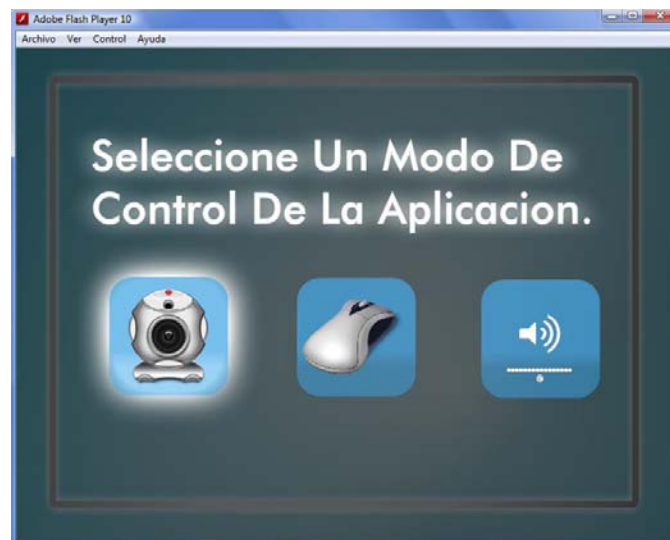 Adobe Flash Player 10
Archivo Ver Control Ayuda
Seleccione Un Modo De
Control De La Aplicacion.